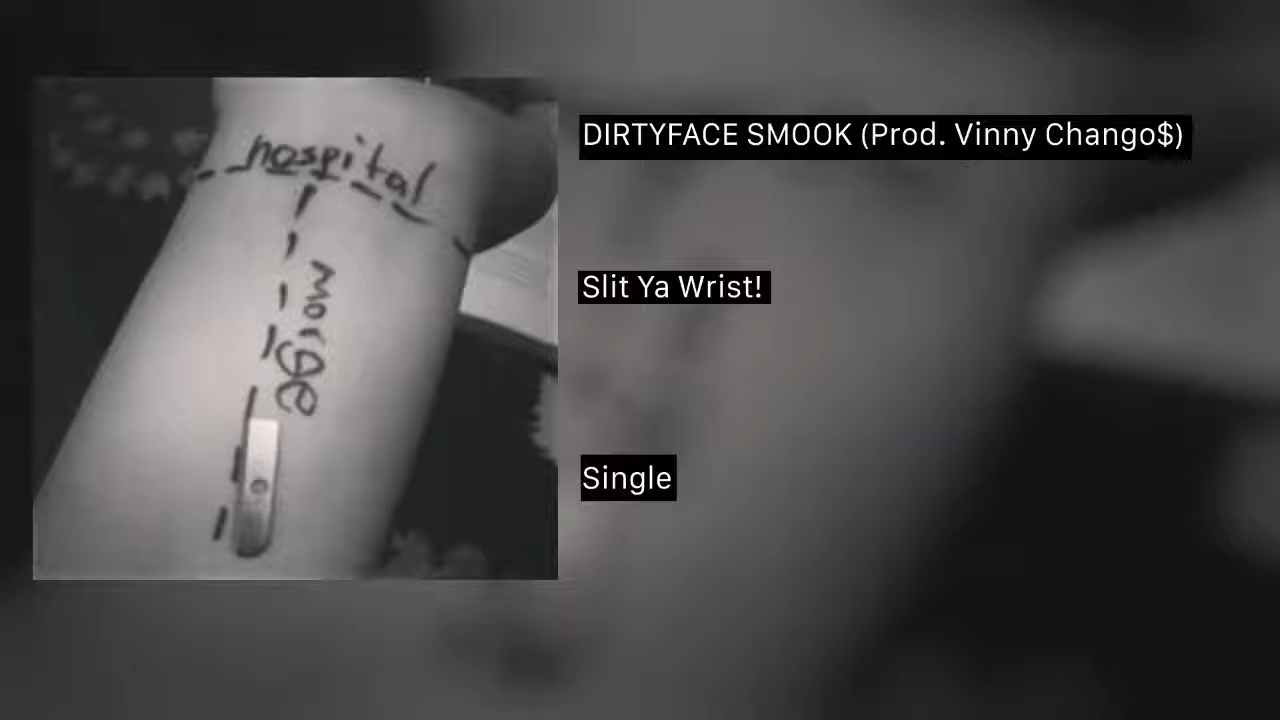 hospital
morge
DIRTYFACE SMOOK (Prod. Vinny Chango$)
Slit Ya Wrist!
Single